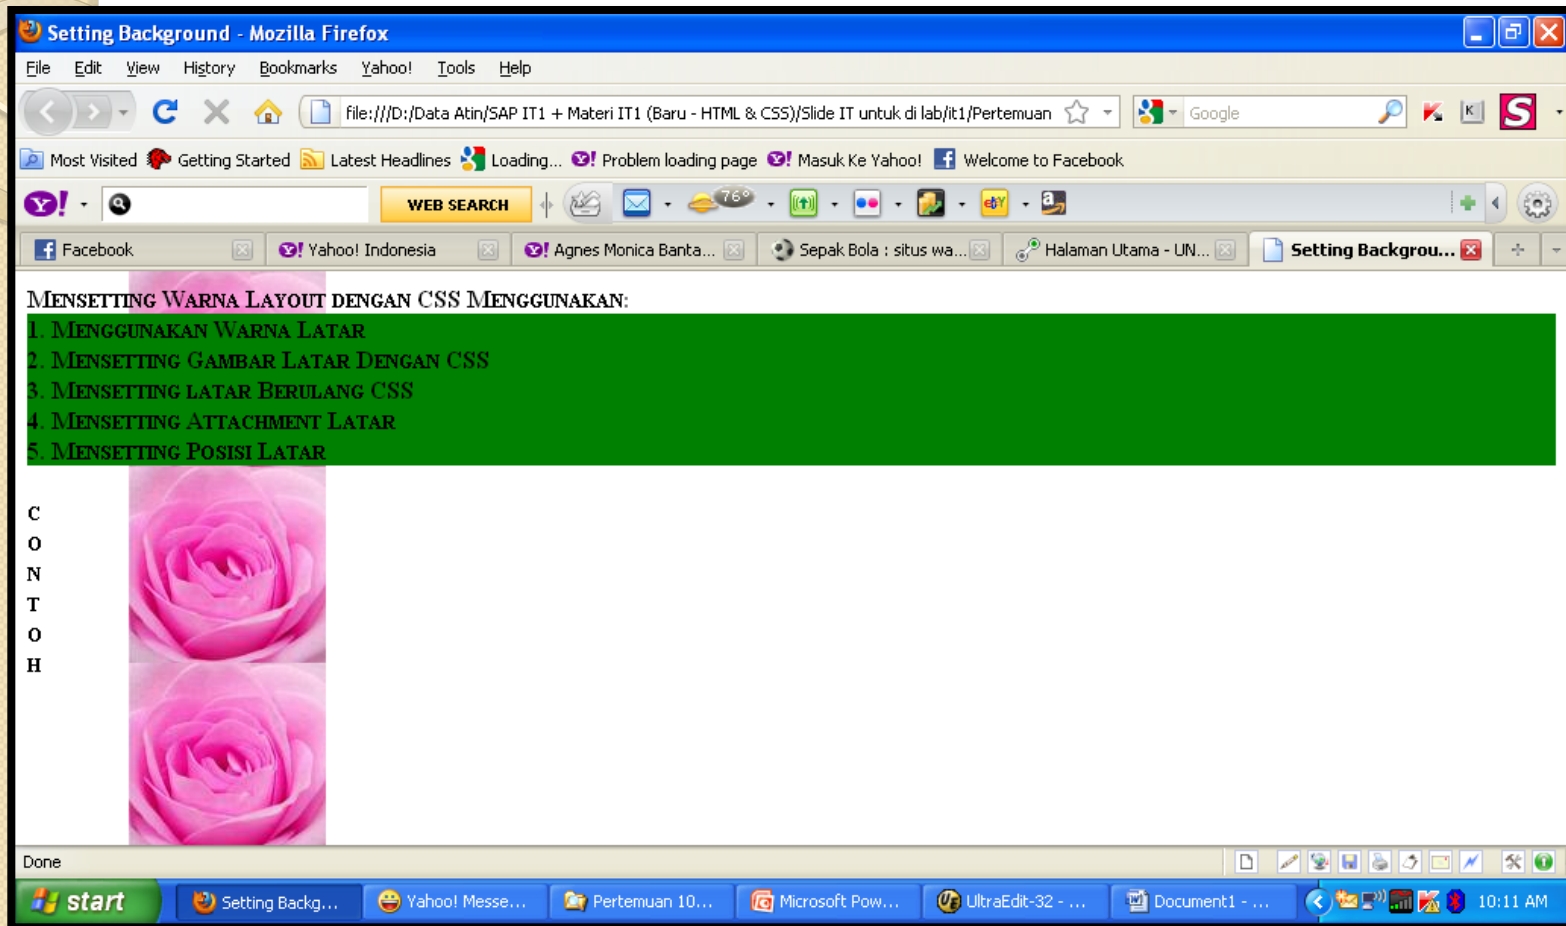 Setting Background - Mozilla Firefox
File Edit View History Bookmarks Yahoo! Tools Help
file:///D:/Data Atin/SAP IT1 + Materi IT1 (Baru - HTML & CSS)/Slide IT untuk di lab/it1/Pertemuan Google K K S
Most Visited Getting Started Latest Headlines Loading... Y! Problem loading page Y! Masuk Ke Yahoo! f Welcome to Facebook
Y! WEB SEARCH 76° ebY a
f Facebook Y! Yahoo! Indonesia Y! Agnes Monica Banta... Sepak Bola : situs wa... Halaman Utama - UN... Setting Backgrou...
MENSETTING WARNA LAYOUT DENGAN CSS MENGGUNAKAN:
1. MENGGUNAKAN WARNA LATAR
2. MENSETTING GAMBAR LATAR DENGAN CSS
3. MENSETTING LATAR BERULANG CSS
4. MENSETTING ATTACHMENT LATAR
5. MENSETTING POSISI LATAR
C
O
N
T
O
H
Done
start Setting Backg... Yahoo! Messe... Pertemuan 10... Microsoft Pow... UltraEdit-32 - ... Document1 - ... 10:11 AM